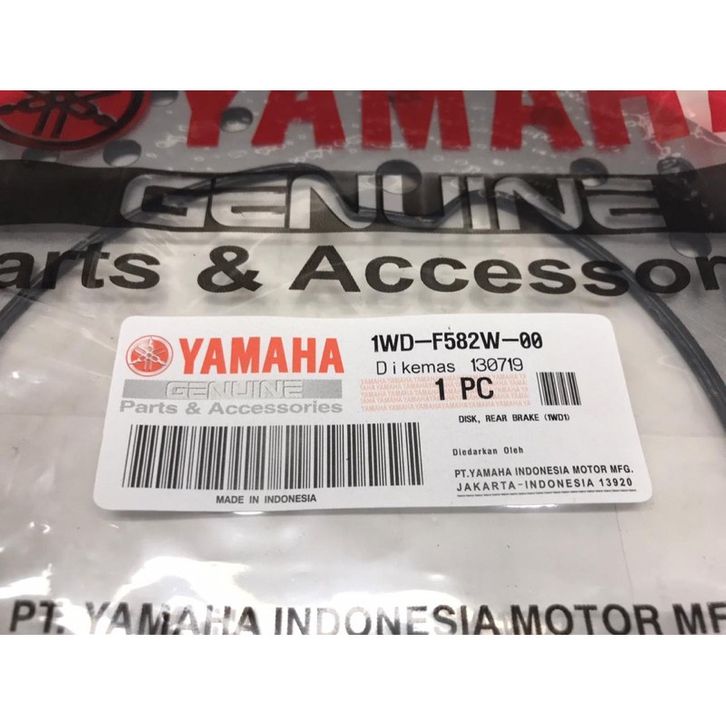 YAMAHA
GENUINE
Parts & Accessor
YAMAHA
GENUINE
Parts & Accessories
MADE IN INDONESIA
1WD-F582W-00
Dikemas 130719
1 PC
DISK, REAR BRAKE (1WD1)
Diedarkan Oleh
PT.YAMAHA INDONESIA MOTOR MFG.
JAKARTA-INDONESIA 13920
PT. YAMAHA INDONESIA MOTOR MF